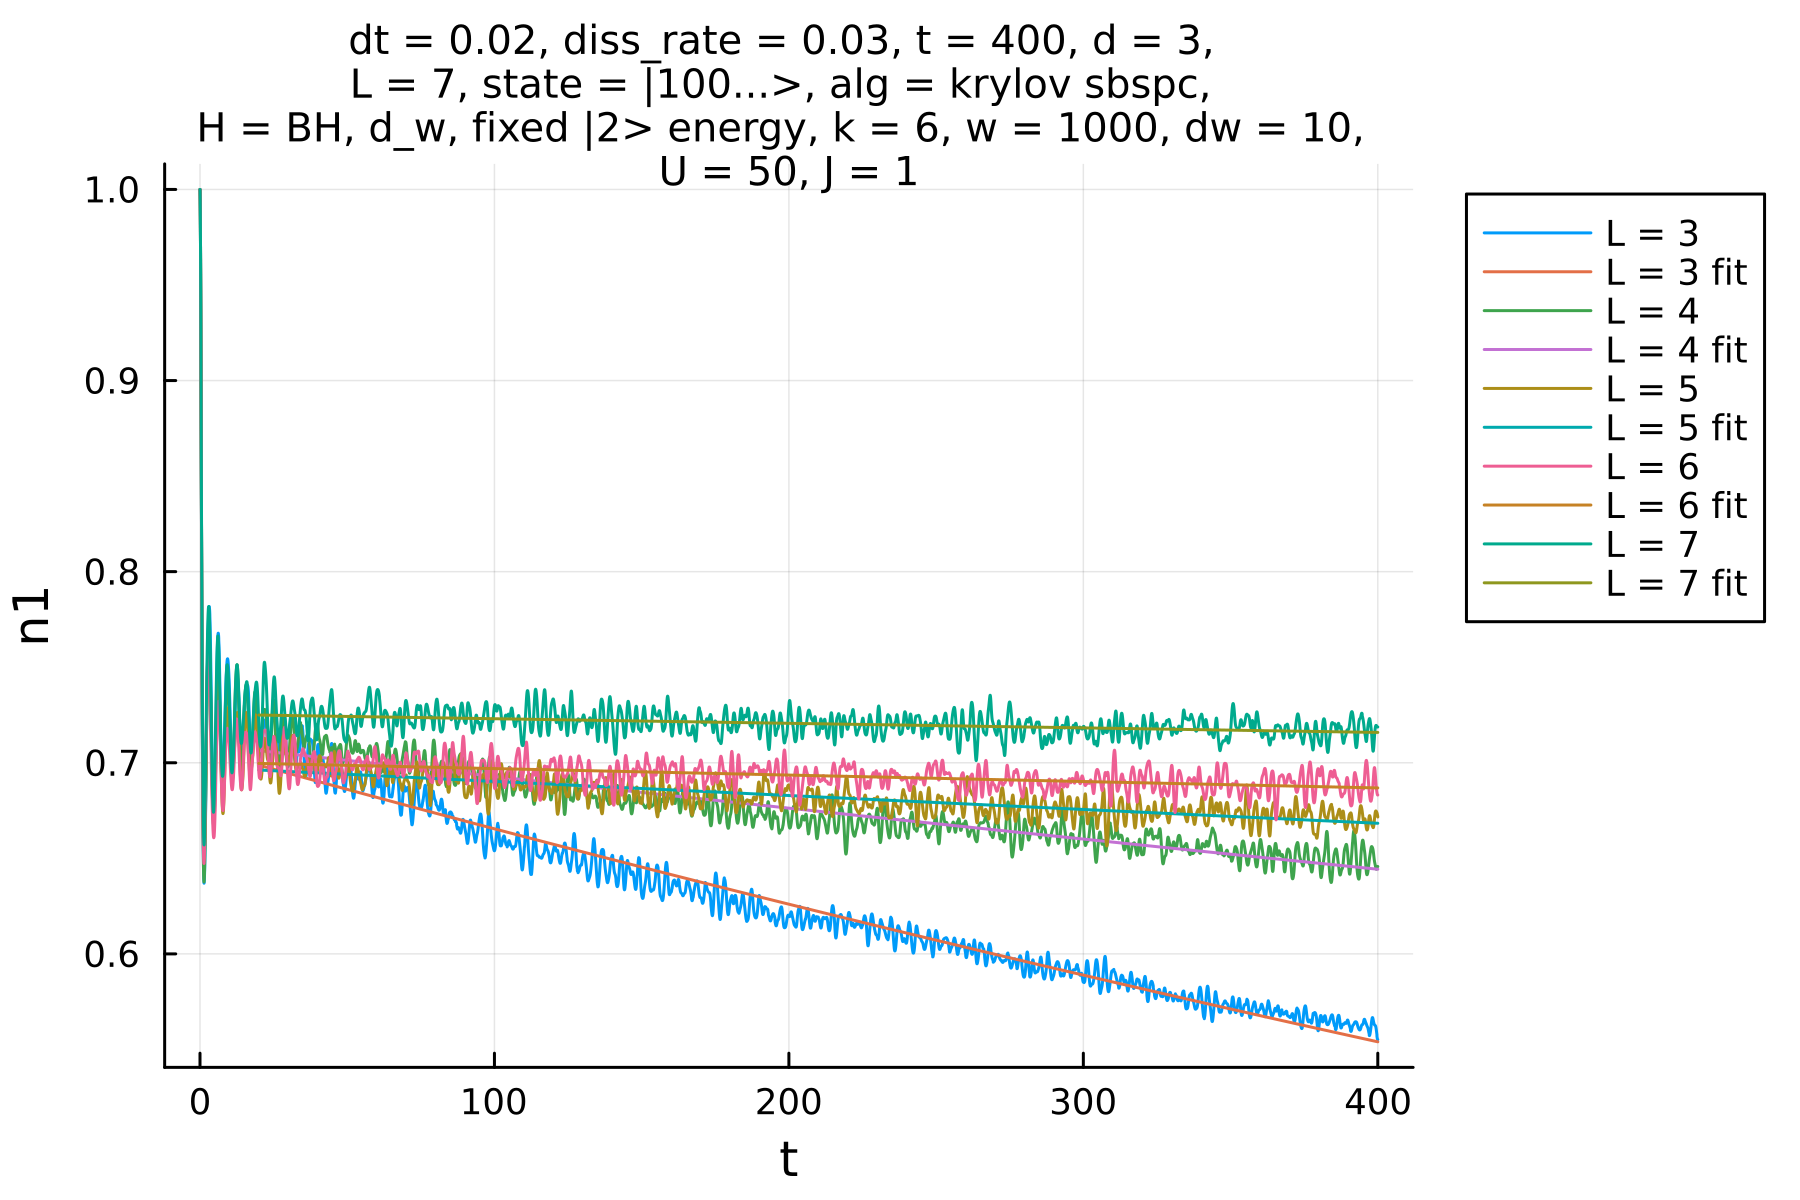 dt = 0.02, diss_rate = 0.03, t = 400, d = 3,
L = 7, state = |100...>, alg = krylov sbspc,
H = BH, d_w, fixed |2> energy, k = 6, w = 1000, dw = 10,
U = 50, J = 1
1.0
0.9
0.8
0.7
0.6
n1
0
100
200
300
400
t
L = 3
L = 3 fit
L = 4
L = 4 fit
L = 5
L = 5 fit
L = 6
L = 6 fit
L = 7
L = 7 fit